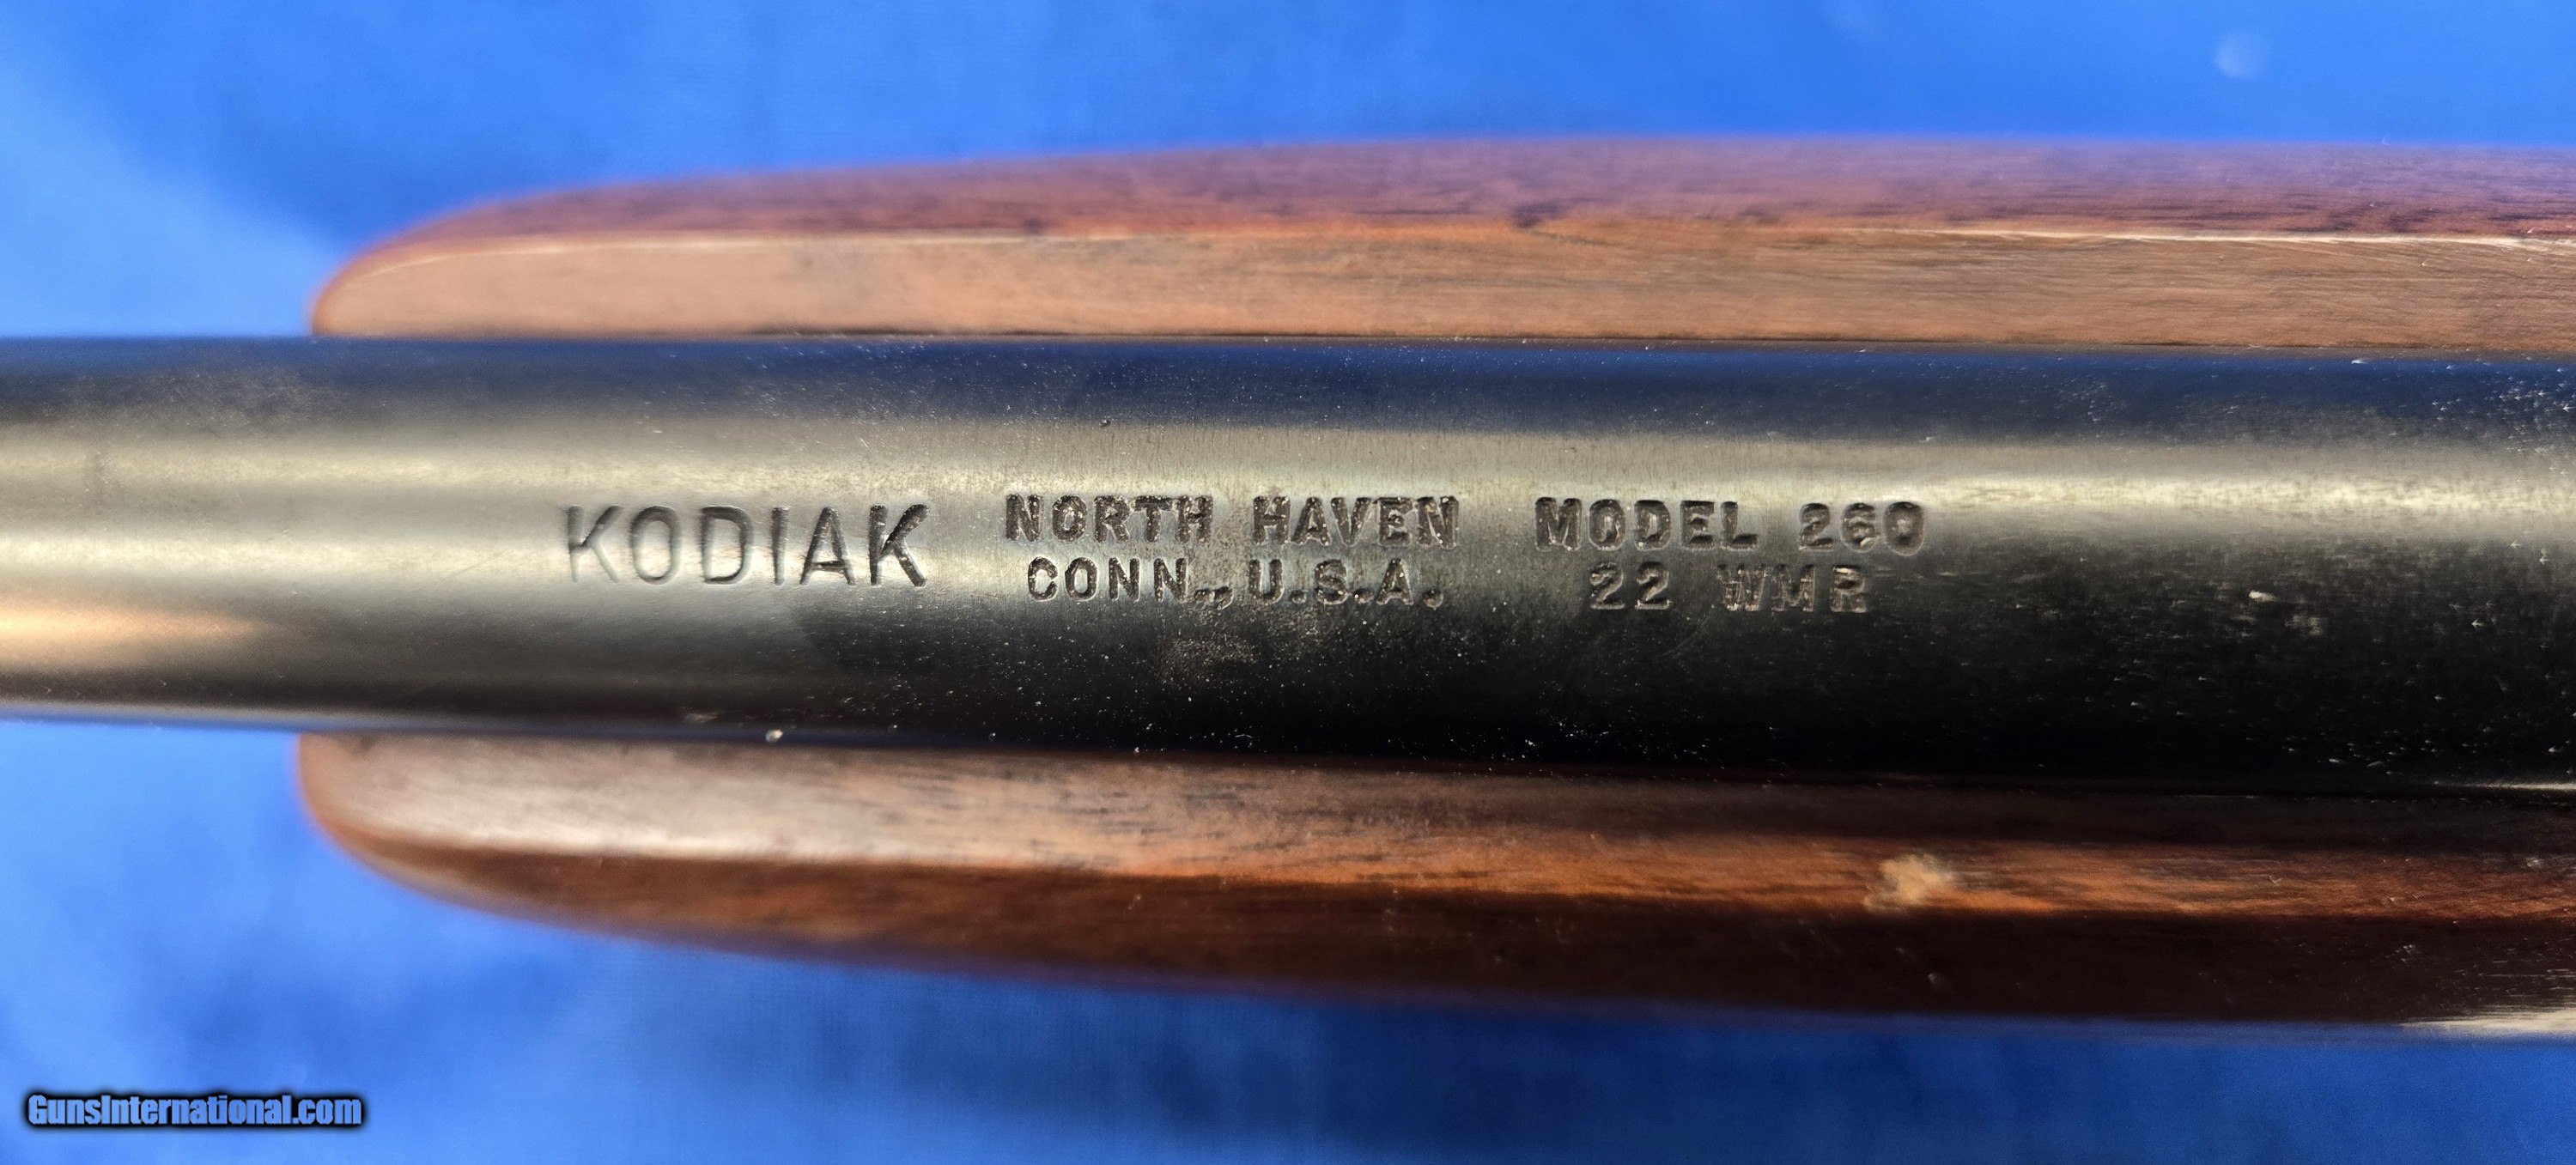 KODIAK
NORTH HAVEN
CONN., U.S.A.
MODEL 260
22 WMR
GunsInternational.com